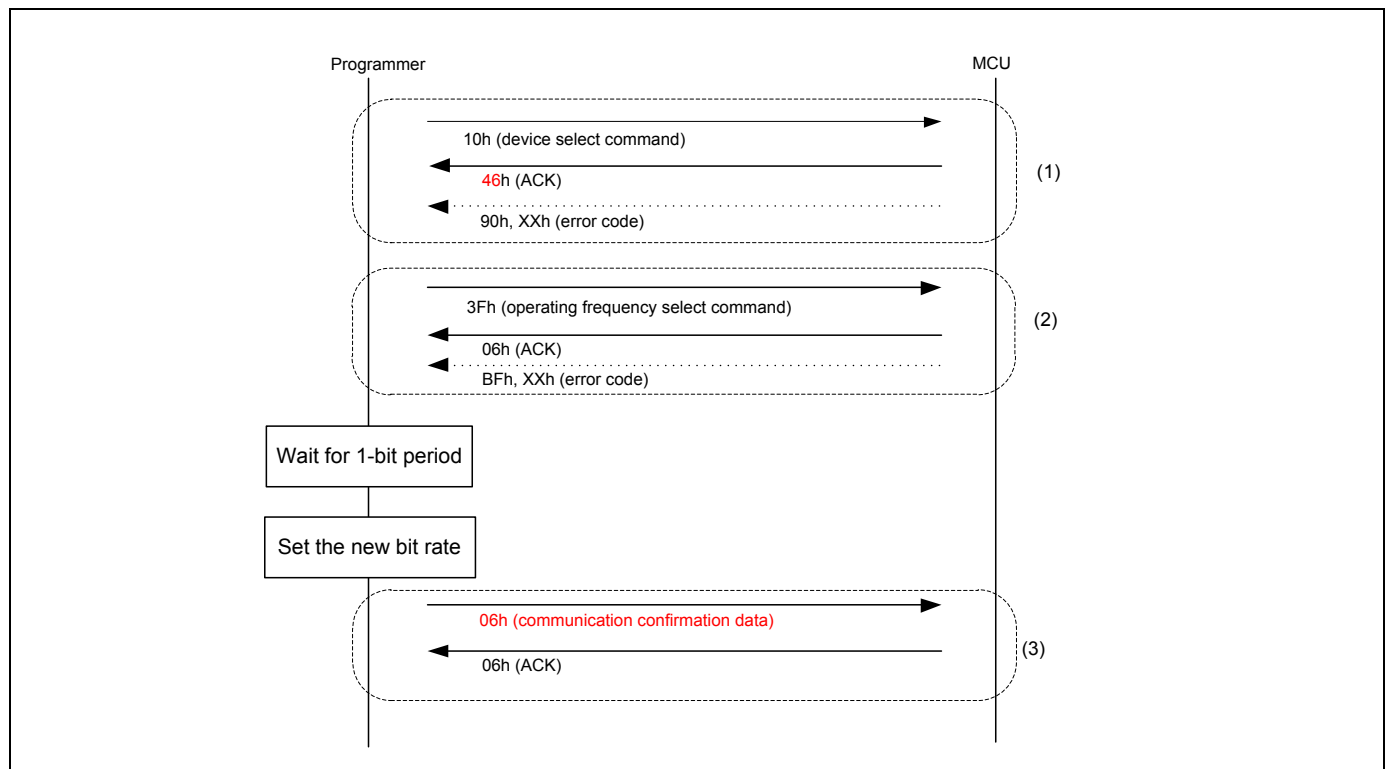 Programmer
MCU
10h (device select command)
46h (ACK)
90h, XXh (error code)
(1)
3Fh (operating frequency select command)
06h (ACK)
BFh, XXh (error code)
(2)
Wait for 1-bit period
Set the new bit rate
06h (communication confirmation data)
06h (ACK)
(3)